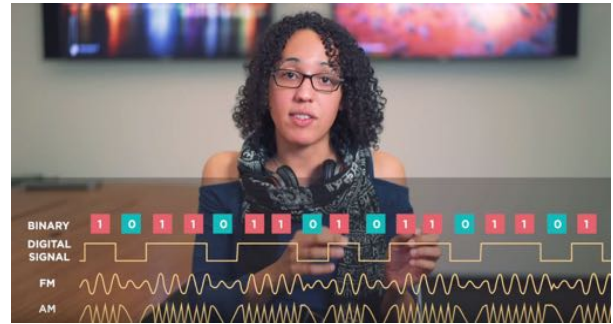 BINARY 1 0 1 1 0 1 1 0 1 0 1 1 0 1 1 0 1
DIGITAL
SIGNAL
FM
AM